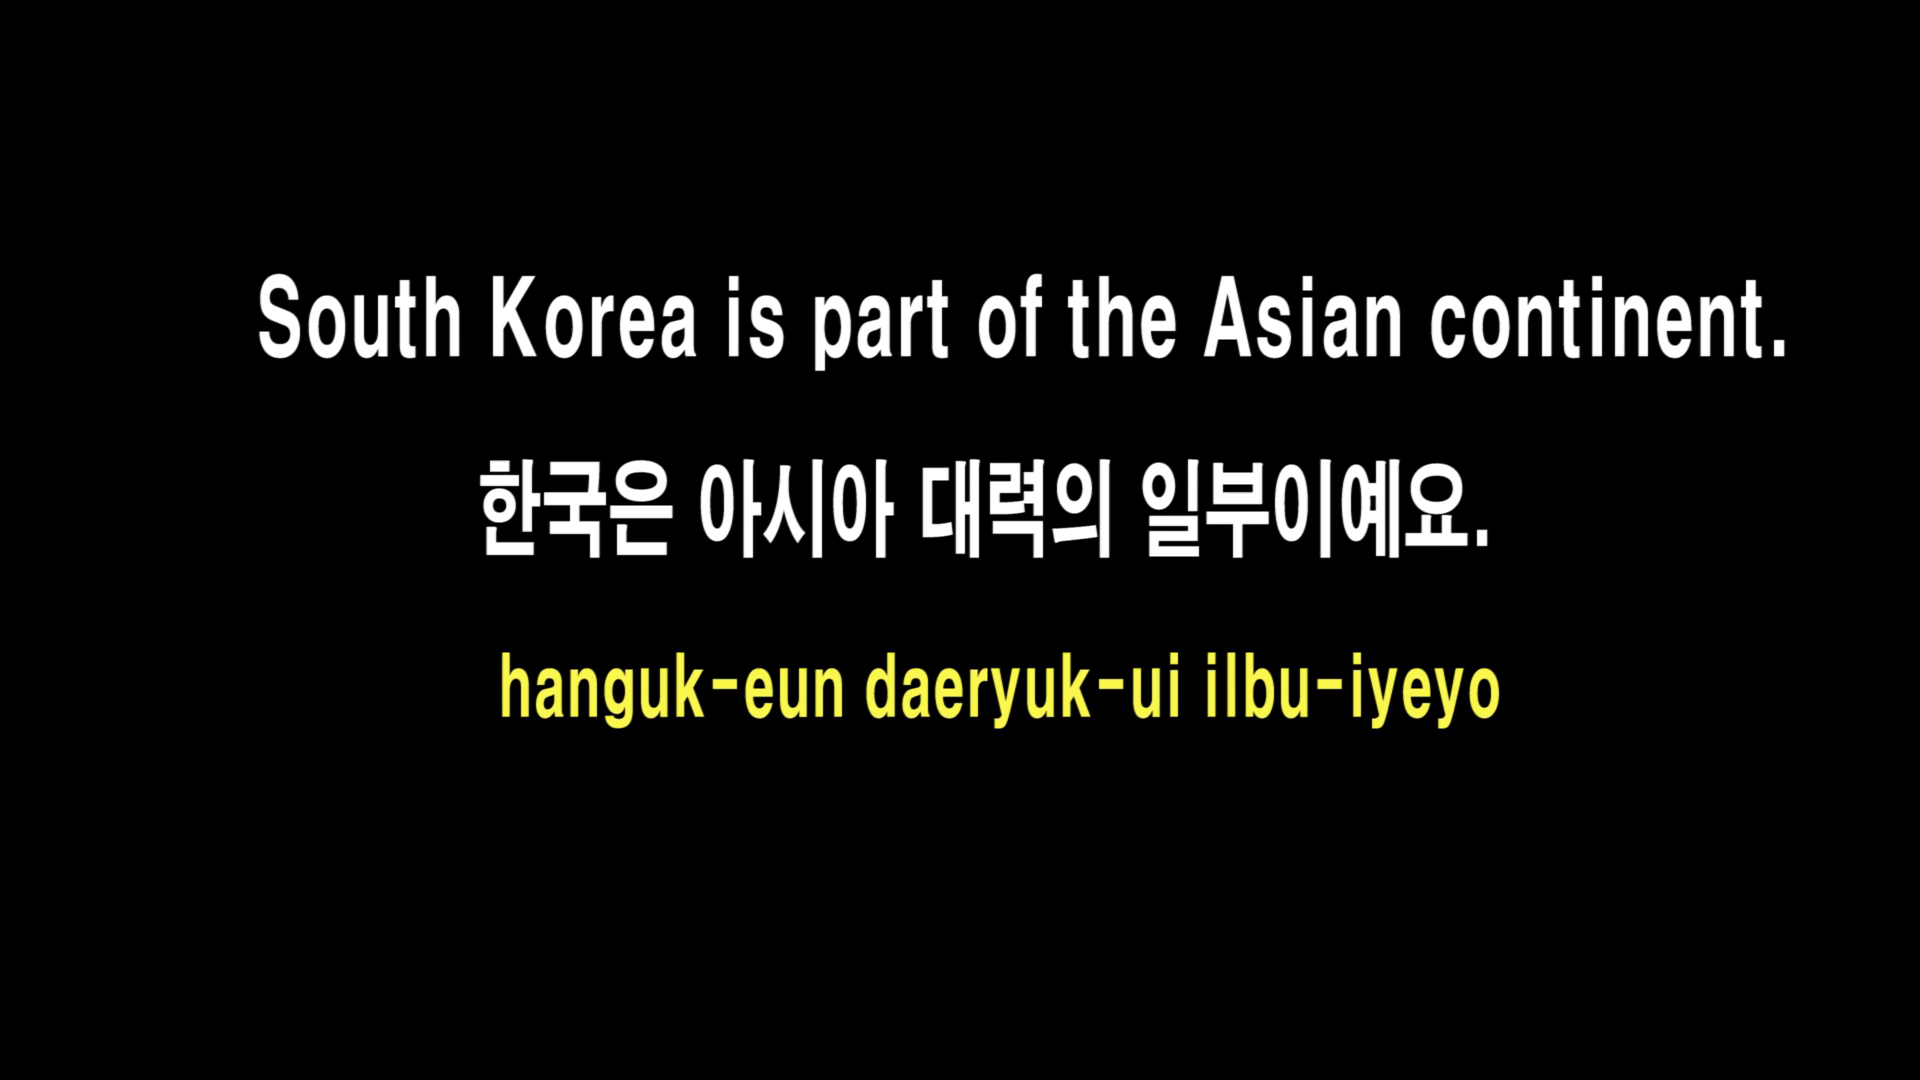 South Korea is part of the Asian continent.
한국은 아시아 대력의 일부이예요.
hanguk-eun daeryuk-ui ilbu-iyeyo